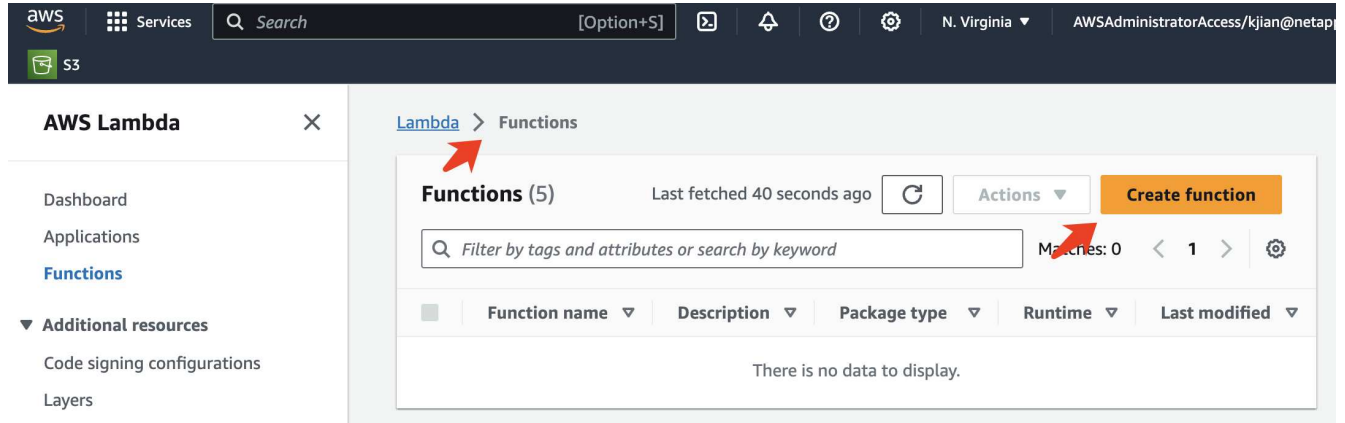 aws Services Search [Option+S] N. Virginia ▼ AWSAdministratorAccess/kjian@netapp
S3
AWS Lambda
Lambda > Functions
Functions (5) Last fetched 40 seconds ago Actions ▼ Create function
Dashboard
Applications
Functions
Filter by tags and attributes or search by keyword Matches: 0 < 1 >
Function name Description Package type Runtime Last modified
▼ Additional resources
Code signing configurations
Layers
There is no data to display.